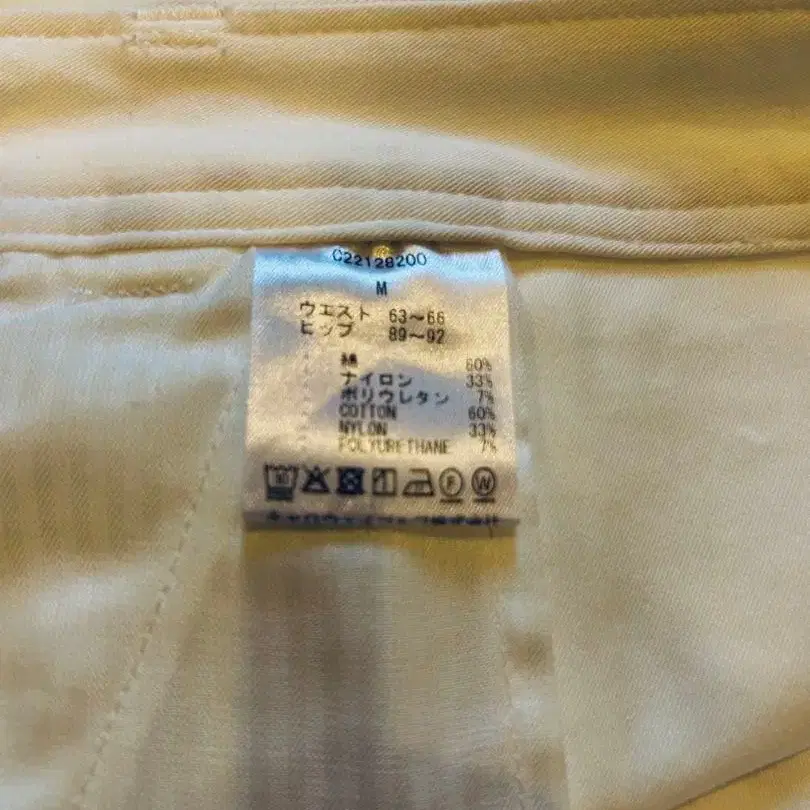 C22128200
M
ウエスト 63〜66
ヒップ 89〜92
綿 60%
ナイロン 33%
ポリウレタン 7%
COTTON 60%
NYLON 33%
POLYURETHANE 7%
F W